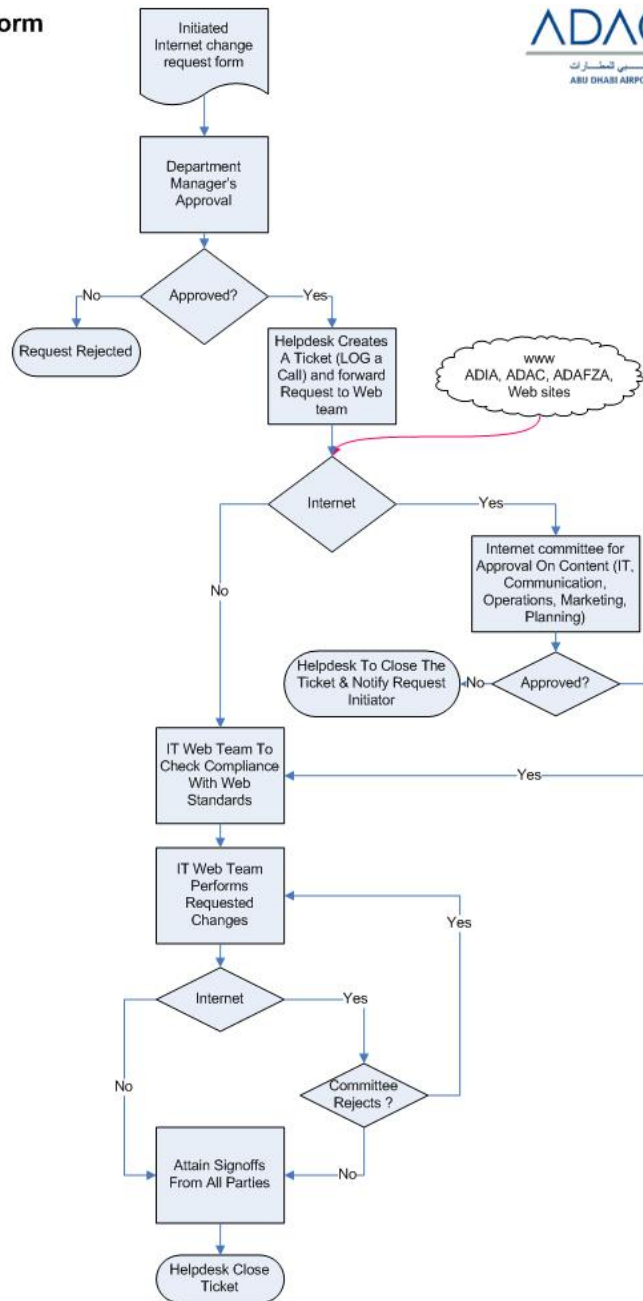 orm
ADAC
ـبي للمطــارات
ABU DHABI AIRPO
Initiated
Internet change
request form
Department
Manager's
Approval
No
Approved?
Yes
Request Rejected
Helpdesk Creates
A Ticket (LOG a
Call) and forward
Request to Web
team
www
ADIA, ADAC, ADAFZA,
Web sites
Internet
Yes
No
Internet committee for
Approval On Content (IT,
Communication,
Operations, Marketing,
Planning)
Helpdesk To Close The
Ticket & Notify Request
Initiator
No
Approved?
IT Web Team To
Check Compliance
With Web
Standards
Yes
IT Web Team
Performs
Requested
Changes
Yes
Internet
Yes
No
Committee
Rejects ?
Attain Signoffs
From All Parties
No
Helpdesk Close
Ticket